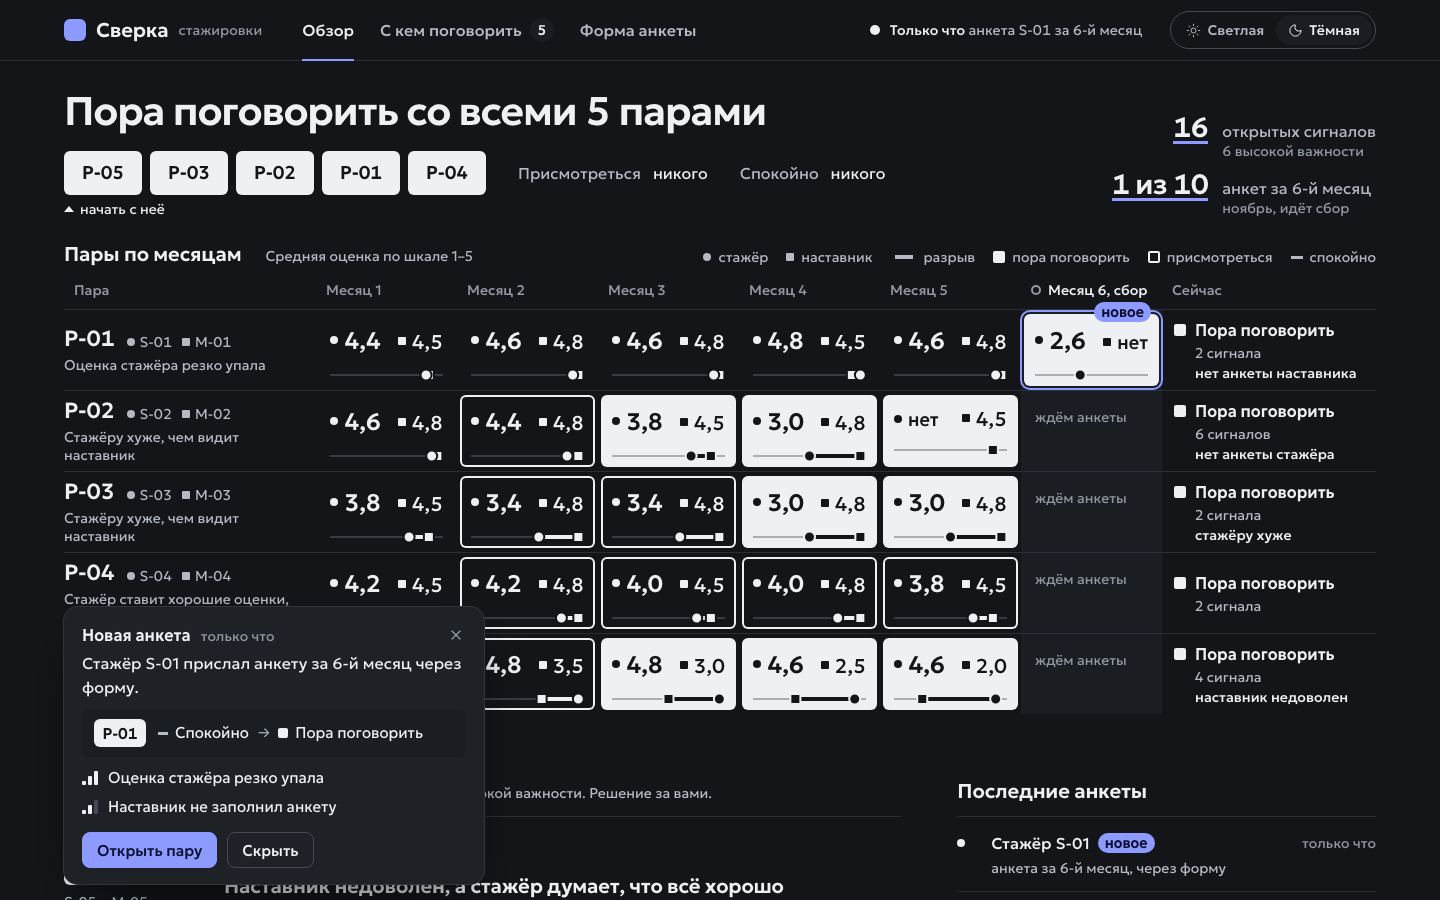 Сверка стажировки Обзор С кем поговорить 5 Форма анкеты Только что анкета S-01 за 6-й месяц Светлая Тёмная
Пора поговорить со всеми 5 парами
16 открытых сигналов
6 высокой важности
P-05 P-03 P-02 P-01 P-04 Присмотреться никого Спокойно никого
1 из 10 анкет за 6-й месяц
ноябрь, идёт сбор
начать с неё
Пары по месяцам Средняя оценка по шкале 1–5 стажёр наставник разрыв пора поговорить присмотреться спокойно
Пара Месяц 1 Месяц 2 Месяц 3 Месяц 4 Месяц 5 Месяц 6, сбор Сейчас
новое
P-01 S-01 M-01 4,4 4,5 4,6 4,8 4,6 4,8 4,8 4,5 4,6 4,8 2,6 нет Пора поговорить
Оценка стажёра резко упала 2 сигнала
нет анкеты наставника
P-02 S-02 M-02 4,6 4,8 4,4 4,8 3,8 4,5 3,0 4,8 нет 4,5 ждём анкеты Пора поговорить
Стажёру хуже, чем видит 6 сигналов
наставник нет анкеты стажёра
P-03 S-03 M-03 3,8 4,5 3,4 4,8 3,4 4,8 3,0 4,8 3,0 4,8 ждём анкеты Пора поговорить
Стажёру хуже, чем видит 2 сигнала
наставник стажёру хуже
P-04 S-04 M-04 4,2 4,5 4,2 4,8 4,0 4,5 4,0 4,8 3,8 4,5 ждём анкеты Пора поговорить
Стажёр ставит хорошие оценки, 2 сигнала
4,8 3,5 4,8 3,0 4,6 2,5 4,6 2,0 ждём анкеты Пора поговорить
4 сигнала
наставник недоволен
Новая анкета только что
Стажёр S-01 прислал анкету за 6-й месяц через
форму.
P-01 Спокойно → Пора поговорить
Оценка стажёра резко упала
Наставник не заполнил анкету
Открыть пару Скрыть
окой важности. Решение за вами.
Наставник недоволен, а стажёр думает, что всё хорошо
Последние анкеты
Стажёр S-01 новое только что
анкета за 6-й месяц, через форму